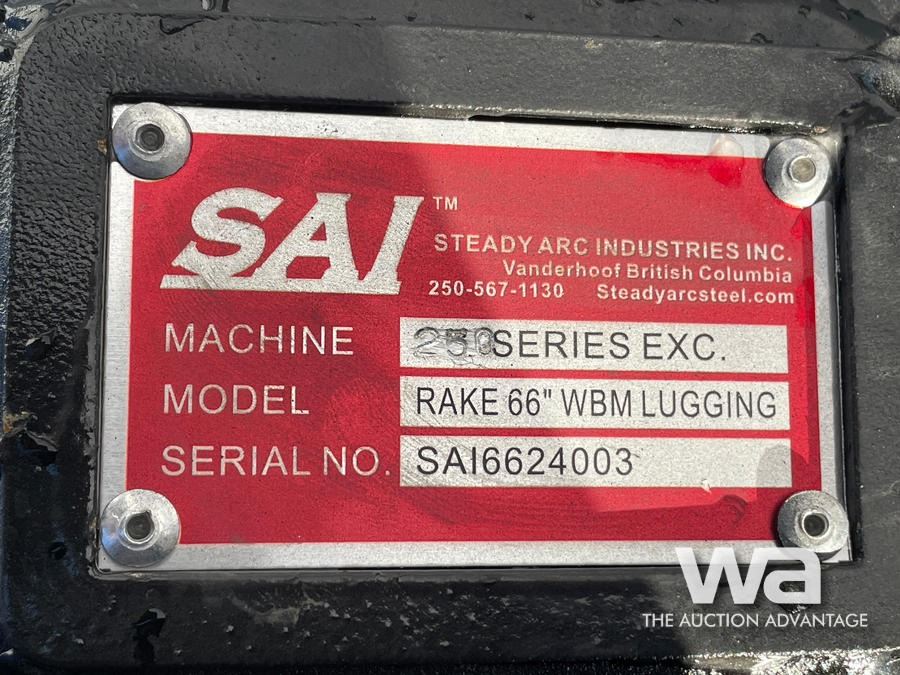 SAI™
STEADY ARC INDUSTRIES INC.
Vanderhoof British Columbia
250-567-1130 Steadyarcsteel.com
MACHINE SERIES EXC.
MODEL RAKE 66" WBM LUGGING
SERIAL NO. SAI6624003
wa
THE AUCTION ADVANTAGE